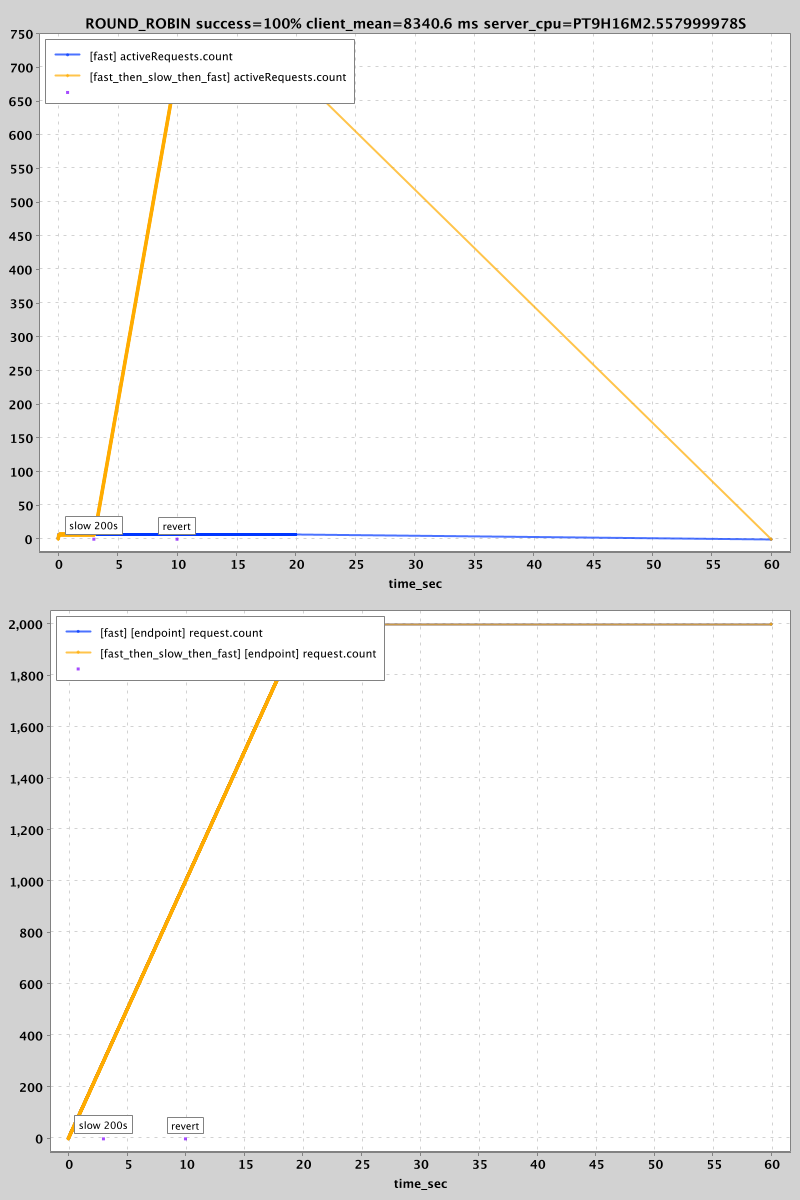 ROUND_ROBIN success=100% client_mean=8340.6 ms server_cpu=PT9H16M2.557999978S
750
700
650
600
550
500
450
400
350
300
250
200
150
100
50
0
[fast] activeRequests.count
[fast_then_slow_then_fast] activeRequests.count
slow 200s
revert
0 5 10 15 20 25 30 35 40 45 50 55 60
time_sec
2,000
1,800
1,600
1,400
1,200
1,000
800
600
400
200
0
[fast] [endpoint] request.count
[fast_then_slow_then_fast] [endpoint] request.count
slow 200s
revert
0 5 10 15 20 25 30 35 40 45 50 55 60
time_sec